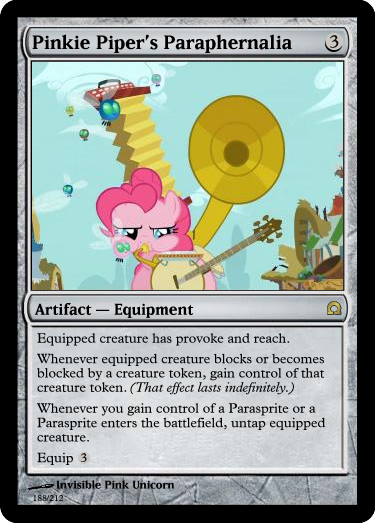 Pinkie Piper's Paraphernalia 3
Artifact — Equipment
Equipped creature has provoke and reach.
Whenever equipped creature blocks or becomes
blocked by a creature token, gain control of that
creature token. (That effect lasts indefinitely.)
Whenever you gain control of a Parasprite or a
Parasprite enters the battlefield, untap equipped
creature.
Equip 3
Invisible Pink Unicorn
188/212